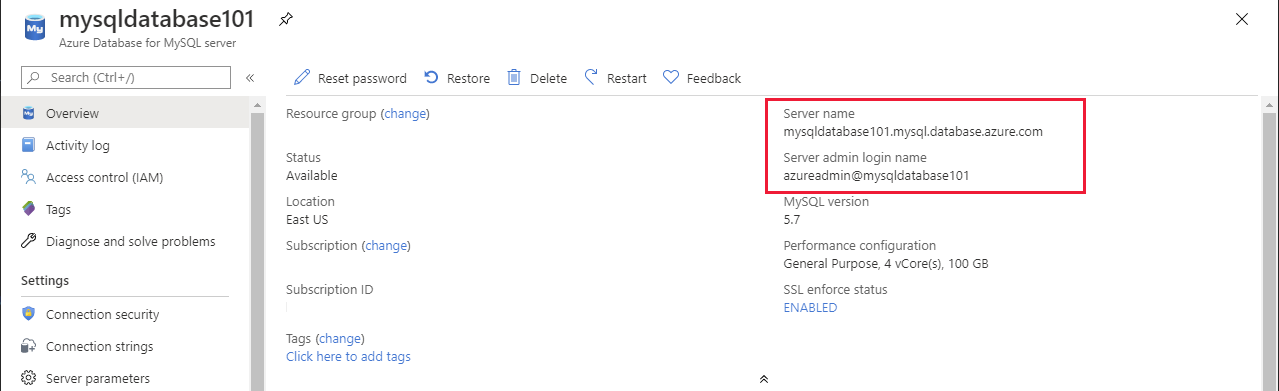 mysqldatabase101
Azure Database for MySQL server
Search (Ctrl+/)
«
Overview
Activity log
Access control (IAM)
Tags
Diagnose and solve problems
Settings
Connection security
Connection strings
Server parameters
Reset password
Restore
Delete
Restart
Feedback
Resource group (change)
Status
Available
Location
East US
Subscription (change)
Subscription ID
Tags (change)
Click here to add tags
Server name
mysqldatabase101.mysql.database.azure.com
Server admin login name
azureadmin@mysqldatabase101
MySQL version
5.7
Performance configuration
General Purpose, 4 vCore(s), 100 GB
SSL enforce status
ENABLED